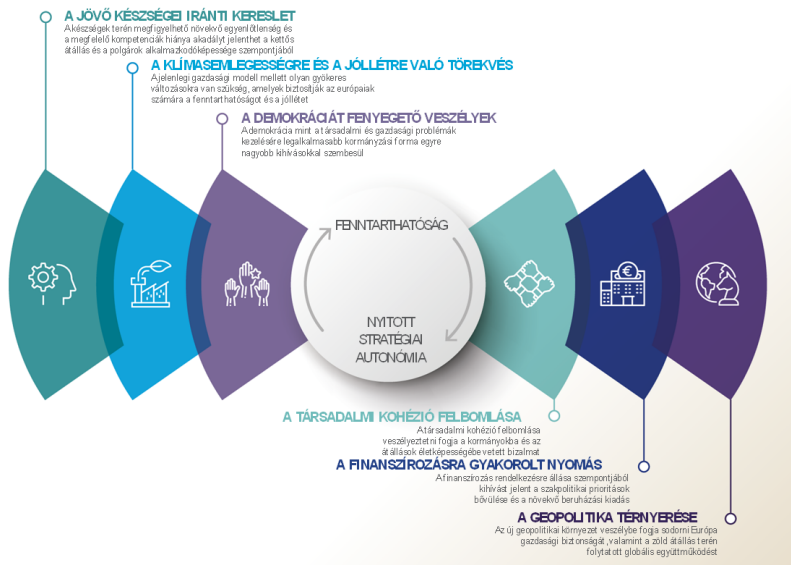 A JÖVŐ KÉSZSÉGEI IRÁNTI KERESLET
A készségek terén megfigyelhető növekvő egyenlőtlenség és
a megfelelő kompetenciák hiánya akadályt jelenthet a kettős
átállás és a polgárok alkalmazkodóképessége szempontjából
A KLÍMASEMLEGESSÉGRE ÉS A JÓLLÉTRE VALÓ TÖREKVÉS
A jelenlegi gazdasági modell mellett olyan gyökeres
változásokra van szükség, amelyek biztosítják az európaiak
számára a fenntarthatóságot és a jóllétet
A DEMOKRÁCIÁT FENYEGETŐ VESZÉLYEK
A demokrácia mint a társadalmi és gazdasági problémák
kezelésére legalkalmasabb kormányzási forma egyre
nagyobb kihívásokkal szembesül
FENNTARTHATÓSÁG
NYITOTT
STRATÉGIAI
AUTONÓMIA
A TÁRSADALMI KOHÉZIÓ FELBOMLÁSA
A társadalmi kohézió felbomlása
veszélyeztetni fogja a kormányokba és az
átállások életképességébe vetett bizalmat
A FINANSZÍROZÁSRA GYAKOROLT NYOMÁS
A finanszírozás rendelkezésre állása szempontjából
kihívást jelent a szakpolitikai prioritások
bővülése és a növekvő beruházási kiadás
A GEOPOLITIKA TÉRNYERÉSE
Az új geopolitikai környezet veszélybe fogja sodorni Európa
gazdasági biztonságát ,valamint a zöld átállás terén
folytatott globális együttműködést